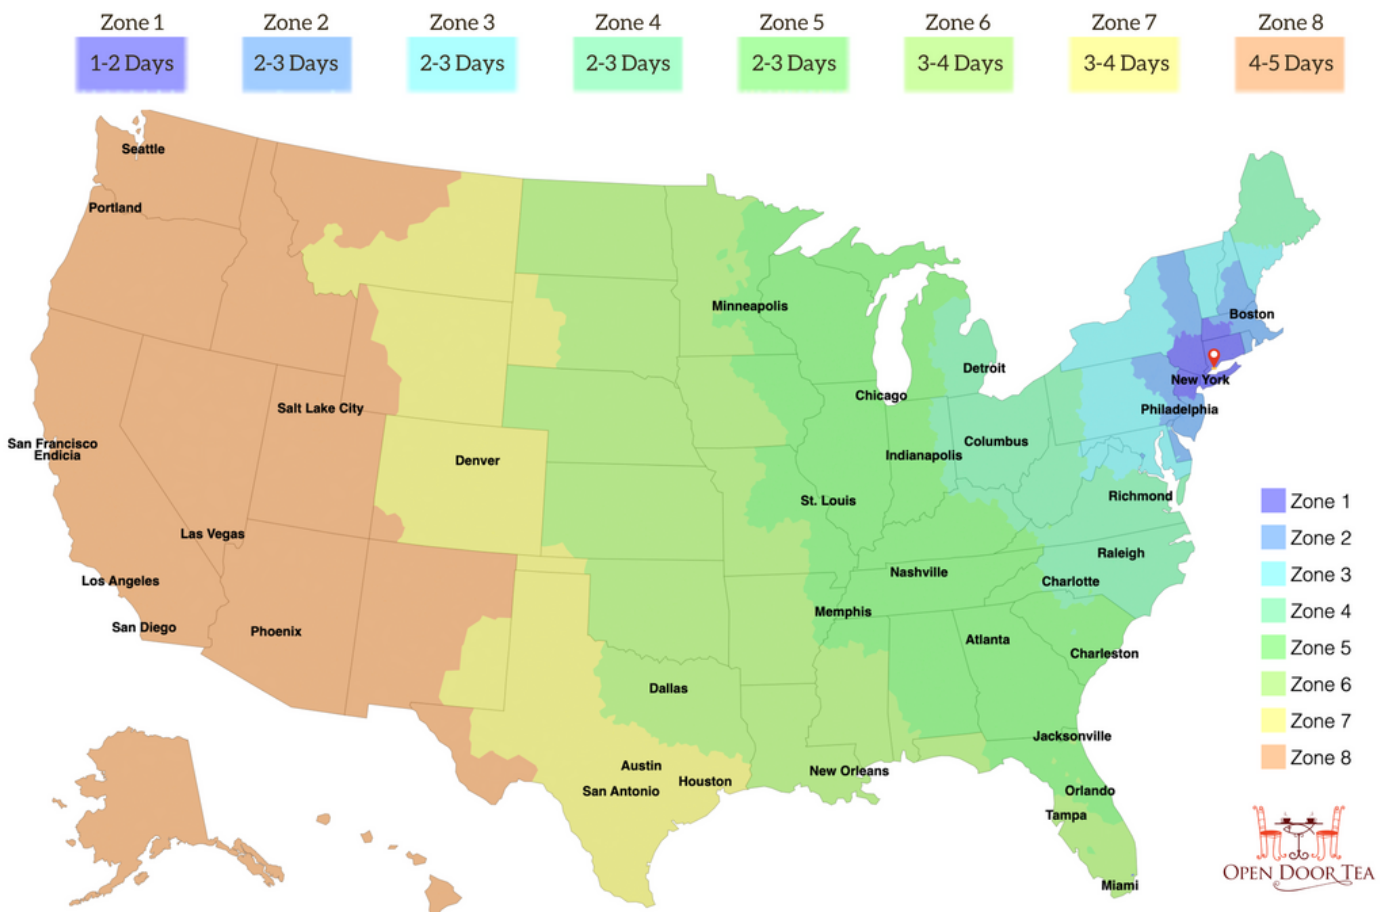 Zone 1 Zone 2 Zone 3 Zone 4 Zone 5 Zone 6 Zone 7 Zone 8
1-2 Days 2-3 Days 2-3 Days 2-3 Days 2-3 Days 3-4 Days 3-4 Days 4-5 Days
Seattle
Portland
Minneapolis
Boston
Detroit
New York
Chicago
Salt Lake City
Philadelphia
San Francisco
Endicia
Columbus
Indianapolis
Denver
Richmond
St. Louis
Las Vegas
Raleigh
Nashville
Los Angeles
Charlotte
Memphis
San Diego
Phoenix
Atlanta
Charleston
Dallas
Jacksonville
Austin
New Orleans
Houston
San Antonio
Orlando
Tampa
Miami
Zone 1
Zone 2
Zone 3
Zone 4
Zone 5
Zone 6
Zone 7
Zone 8
OPEN DOOR TEA